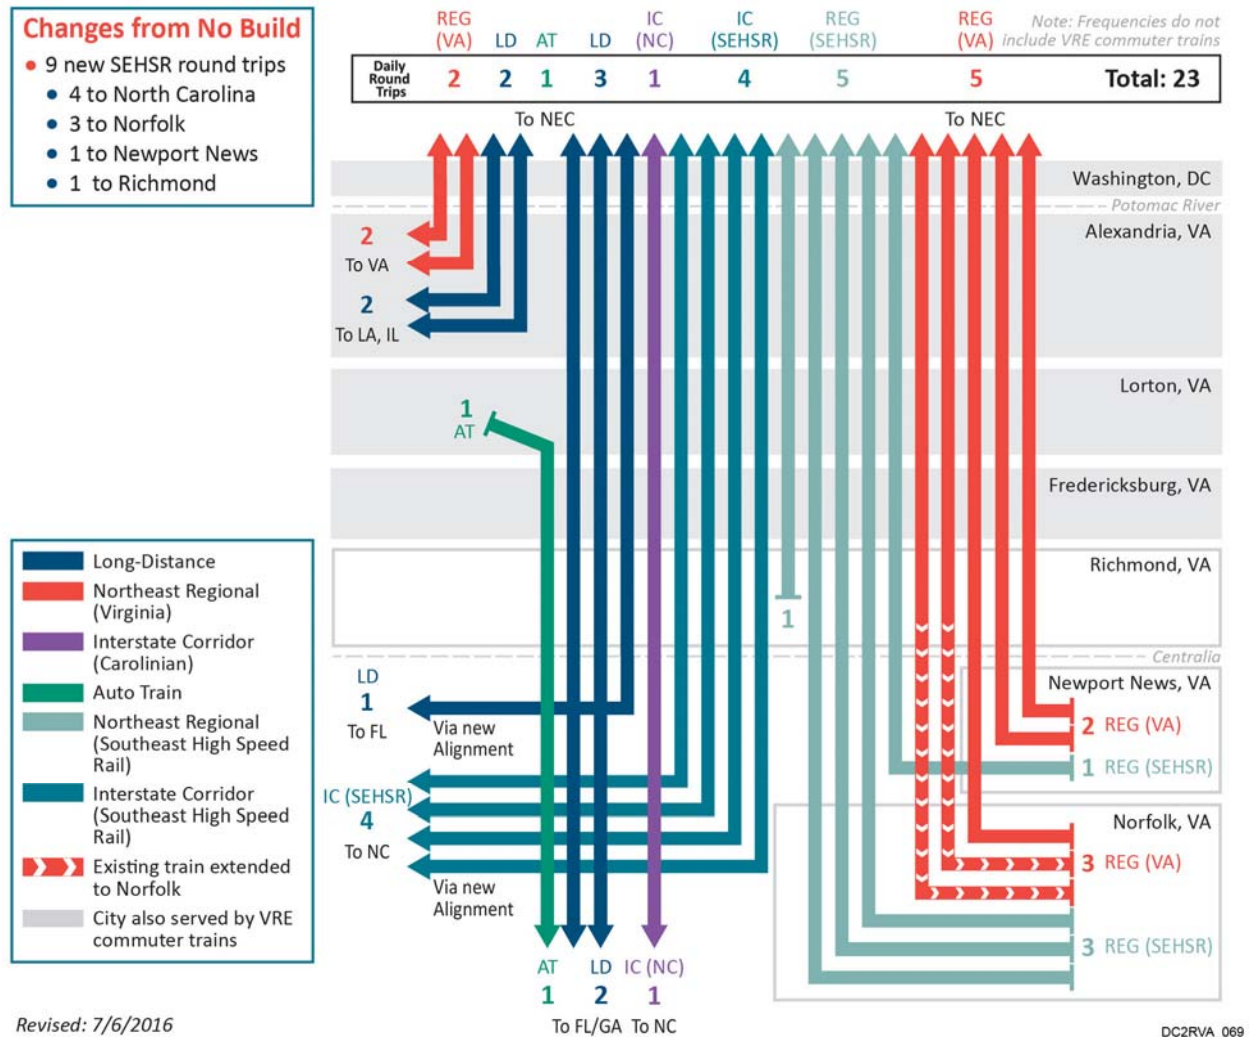 Changes from No Build
• 9 new SEHSR round trips
• 4 to North Carolina
• 3 to Norfolk
• 1 to Newport News
• 1 to Richmond
REG
(VA)
LD
AT
LD
IC
(NC)
IC
(SEHSR)
REG
(SEHSR)
REG
(VA)
Note: Frequencies do not
include VRE commuter trains
Daily
Round
Trips
2
2
1
3
1
4
5
5
Total: 23
To NEC
To NEC
Washington, DC
Potomac River
Alexandria, VA
2
To VA
2
To LA, IL
Lorton, VA
1
AT
Fredericksburg, VA
Richmond, VA
1
Centralia
LD
1
To FL
Via new
Alignment
Newport News, VA
2 REG (VA)
1 REG (SEHSR)
IC (SEHSR)
4
To NC
Via new
Alignment
Norfolk, VA
3 REG (VA)
3 REG (SEHSR)
AT
1
LD
2
IC (NC)
1
To FL/GA
To NC
Long-Distance
Northeast Regional
(Virginia)
Interstate Corridor
(Carolinian)
Auto Train
Northeast Regional
(Southeast High Speed
Rail)
Interstate Corridor
(Southeast High Speed
Rail)
Existing train extended
to Norfolk
City also served by VRE
commuter trains
Revised: 7/6/2016
DC2RVA_069